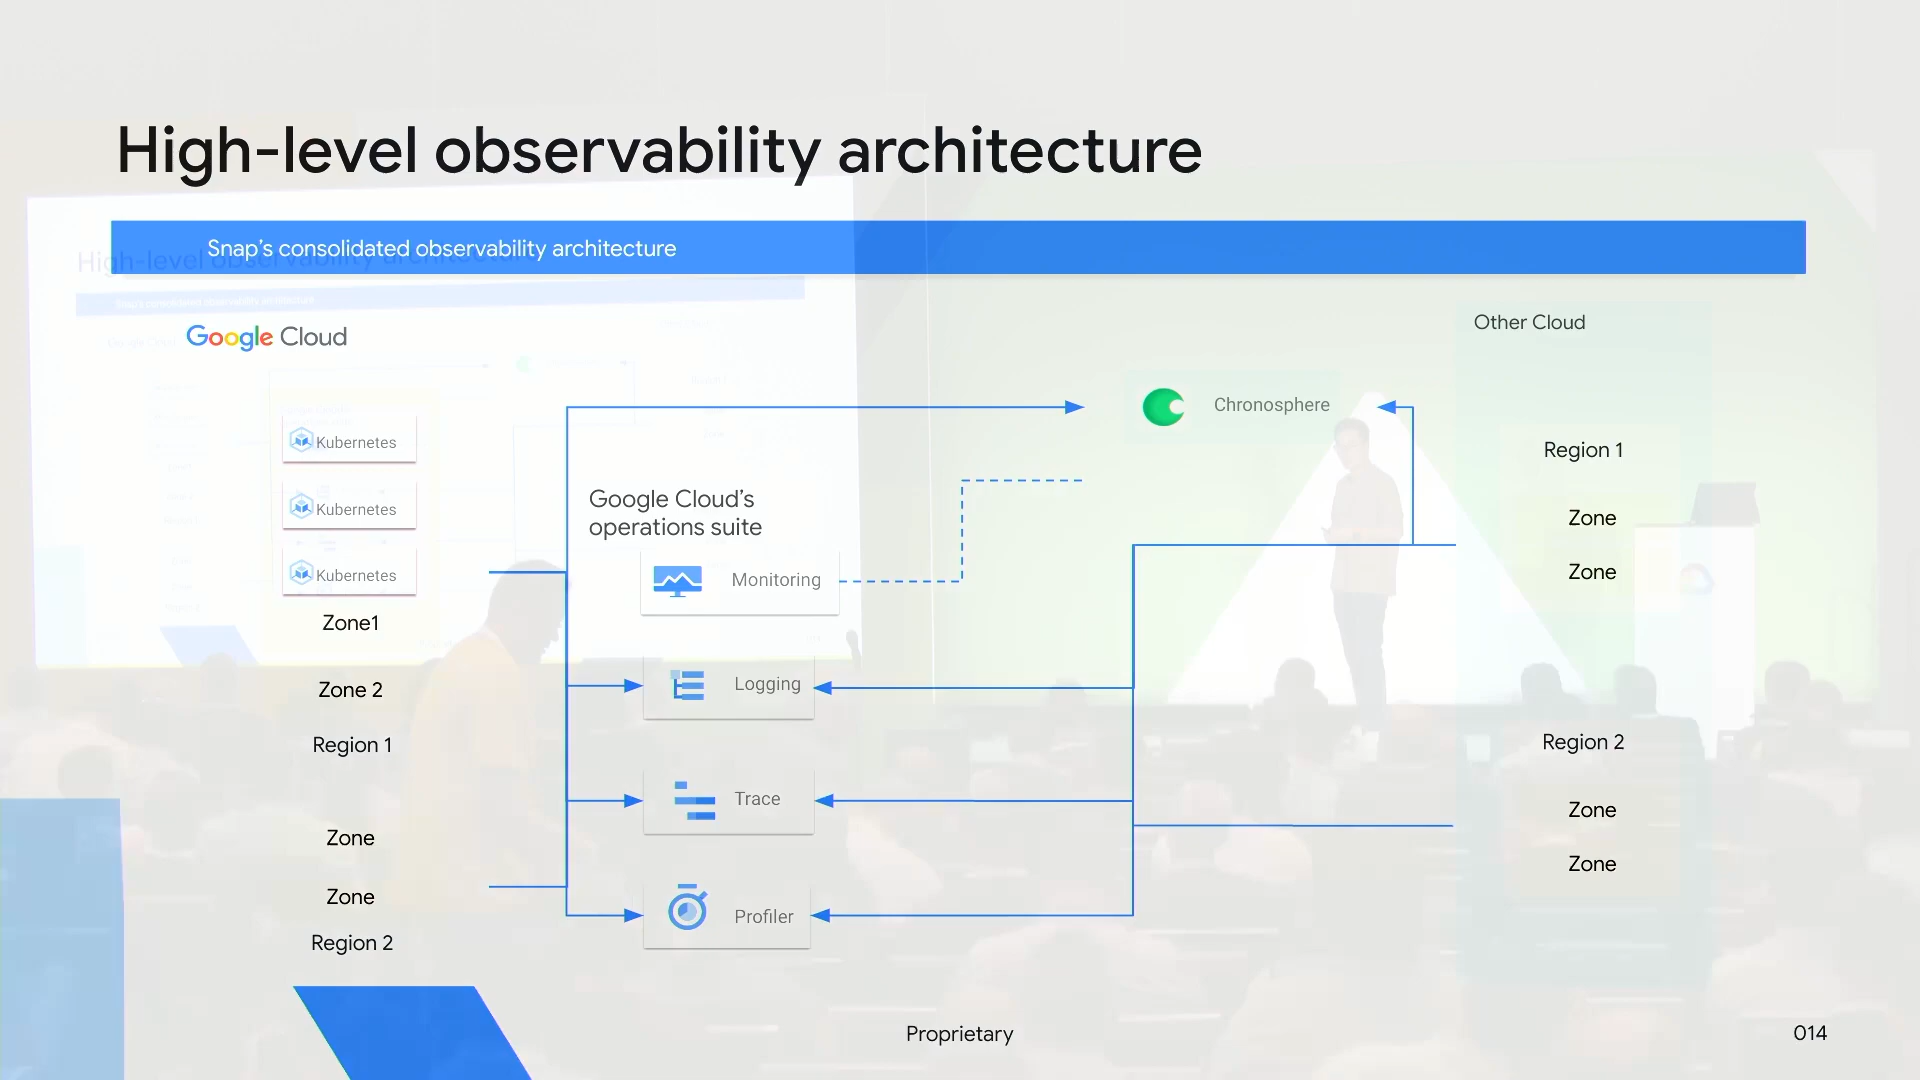 High-level observability architecture
Snap's consolidated observability architecture
Google Cloud
Other Cloud
Kubernetes
Kubernetes
Kubernetes
Zone1
Zone 2
Region 1
Zone
Zone
Region 2
Google Cloud's
operations suite
Monitoring
Logging
Trace
Profiler
Chronosphere
Region 1
Zone
Zone
Region 2
Zone
Zone
Proprietary
014